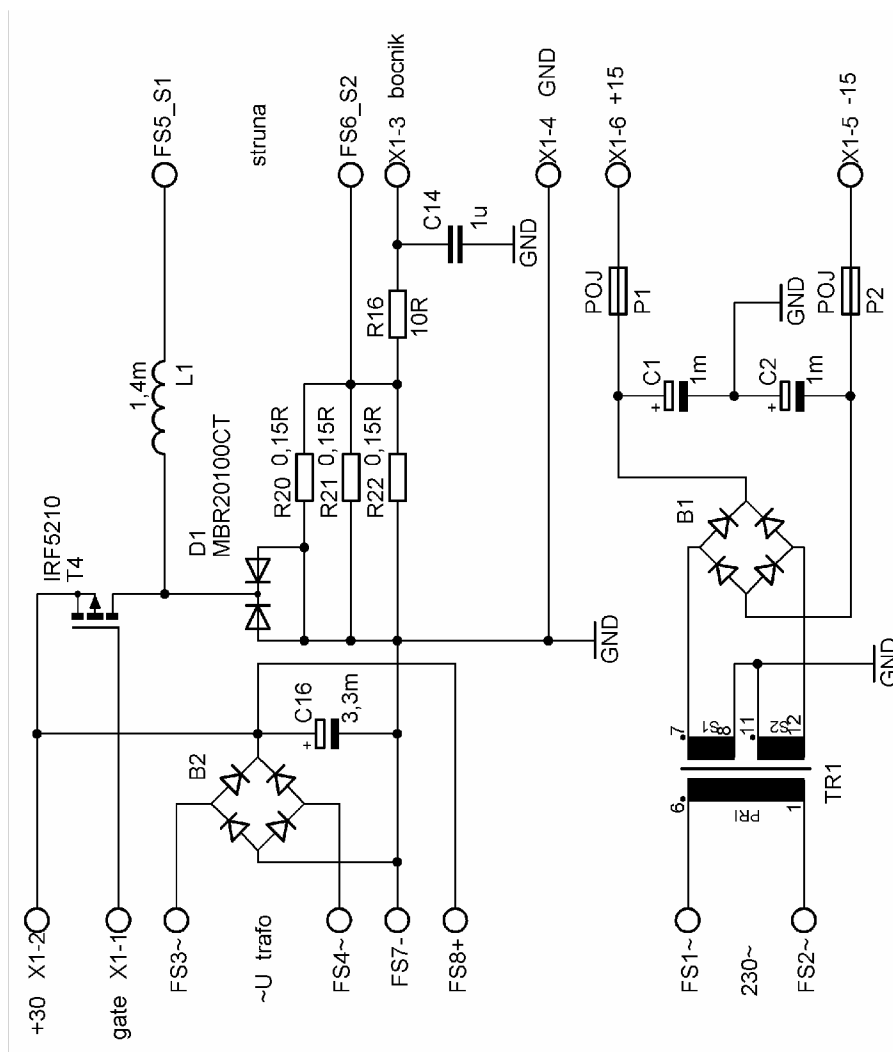 +30 X1-2
gate X1-1
FS3~
~U trafo
FS4~
FS7-
FS8+
B2
C16
+
3,3m
IRF5210
T4
D1
MBR20100CT
1,4m
L1
FS5_S1
struna
FS6_S2
R20 0,15R
R21 0,15R
R22 0,15R
R16
10R
X1-3 bocnik
C14
1u
GND
X1-4 GND
GND
FS1~
230~
FS2~
6
PRI
1
TR1
7
S1
8
11
S2
12
GND
B1
C1
+
1m
C2
+
1m
GND
POJ
P1
POJ
P2
X1-6 +15
X1-5 -15